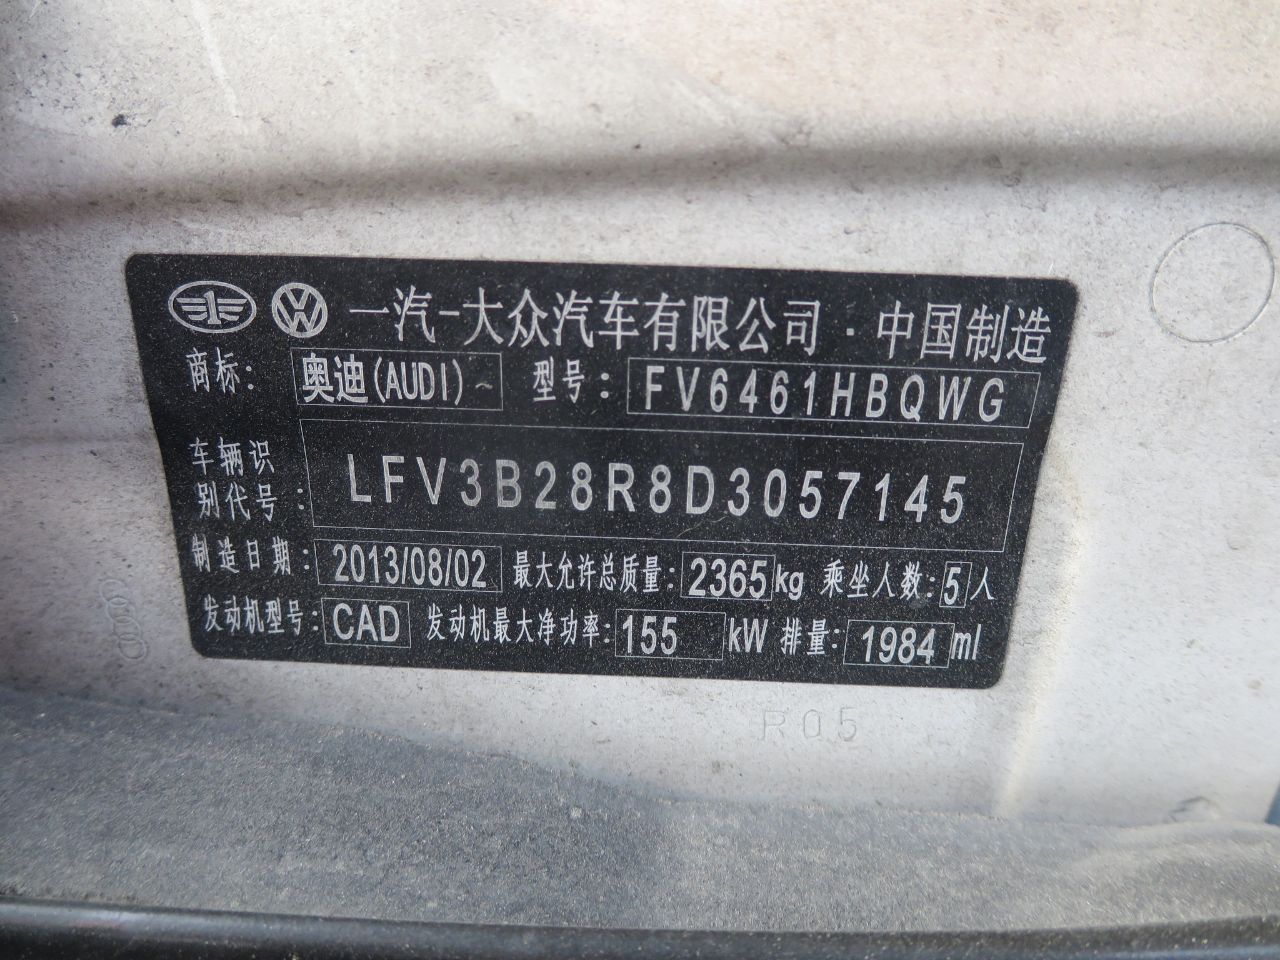 一汽-大众汽车有限公司·中国制造
商标: 奥迪(AUDI)~ 型号: FV6461HBQWG
车辆识别代号: LFV3B28R8D3057145
制造日期: 2013/08/02 最大允许总质量: 2365kg 乘坐人数: 5人
发动机型号: CAD 发动机最大净功率: 155 kW 排量: 1984 ml
R05